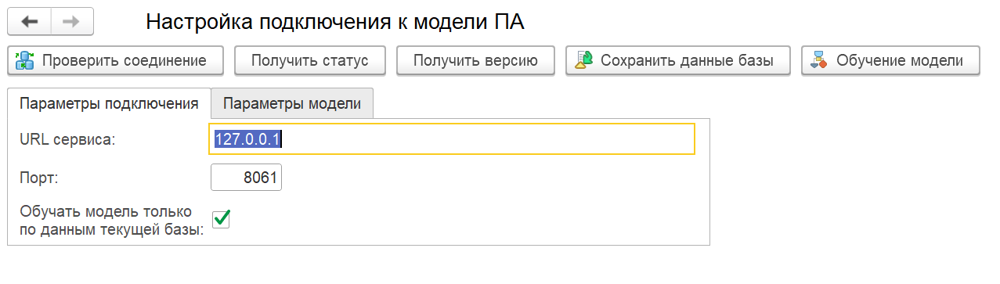 Настройка подключения к модели ПА
Проверить соединение
Получить статус
Получить версию
Сохранить данные базы
Обучение модели
Параметры подключения
Параметры модели
URL сервиса:
127.0.0.1
Порт:
8061
Обучать модель только
по данным текущей базы: